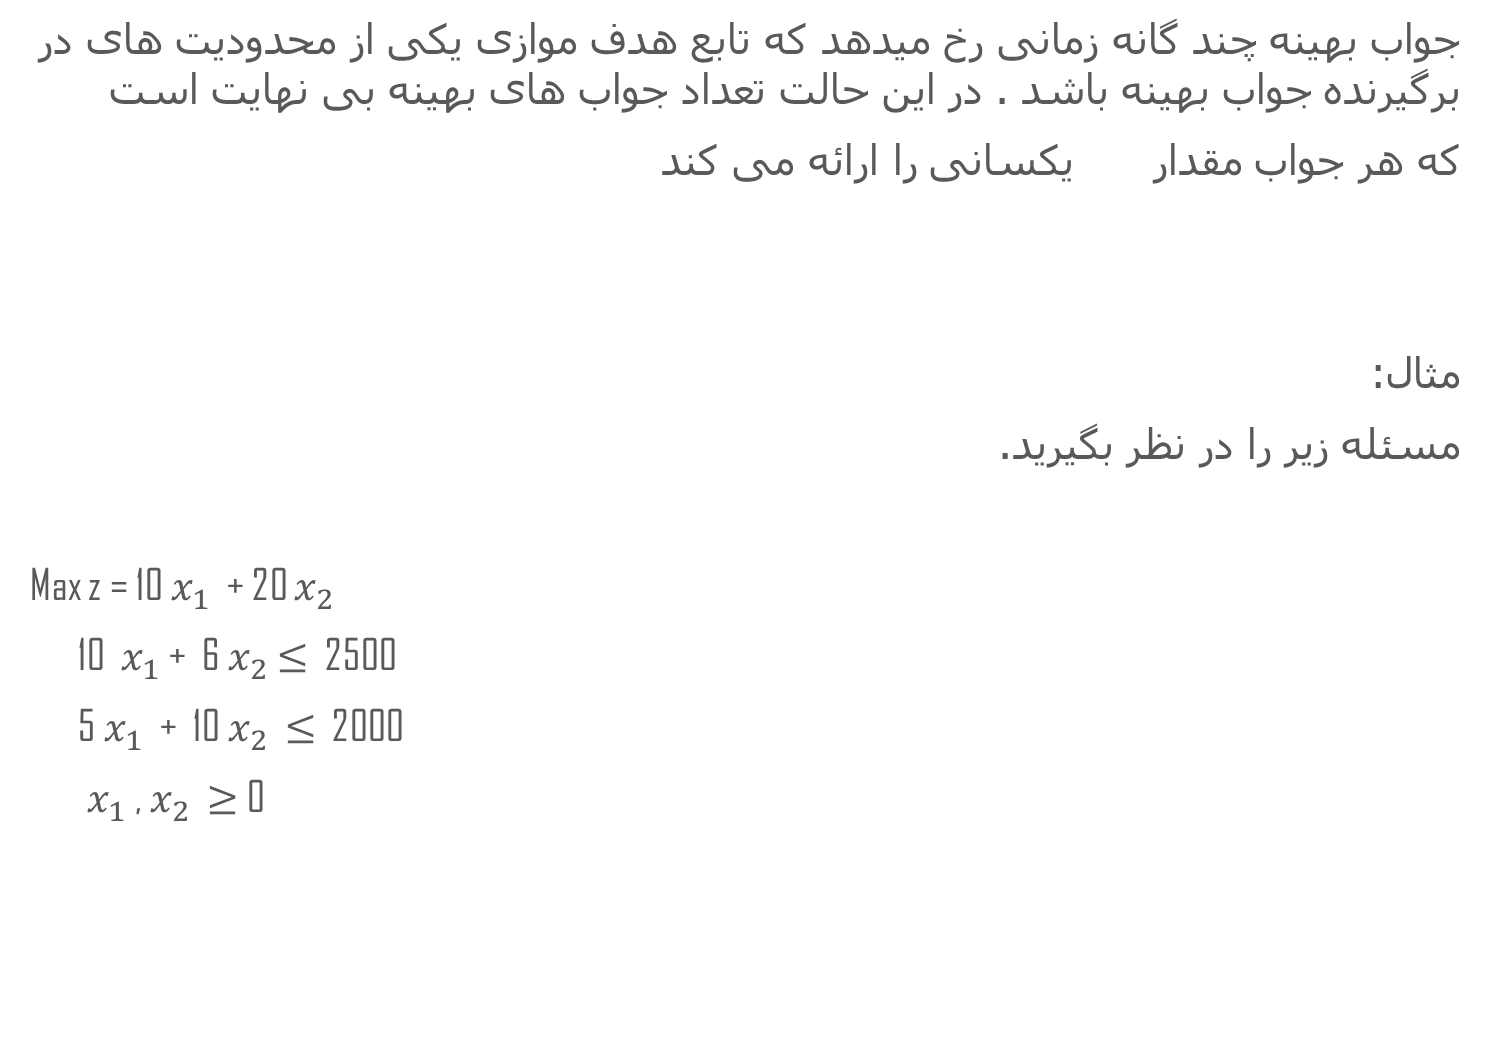 جواب بهینه چند گانه زمانی رخ میدهد که تابع هدف موازی یکی از محدودیت های در
برگیرنده جواب بهینه باشد . در این حالت تعداد جواب های بهینه بی نهایت است
که هر جواب مقدار یکسانی را ارائه می کند
مثال:
مسئله زیر را در نظر بگیرید.
Max z = 10 x₁ + 20 x₂
10 x₁ + 6 x₂ ≤ 2500
5 x₁ + 10 x₂ ≤ 2000
x₁ , x₂ ≥ 0